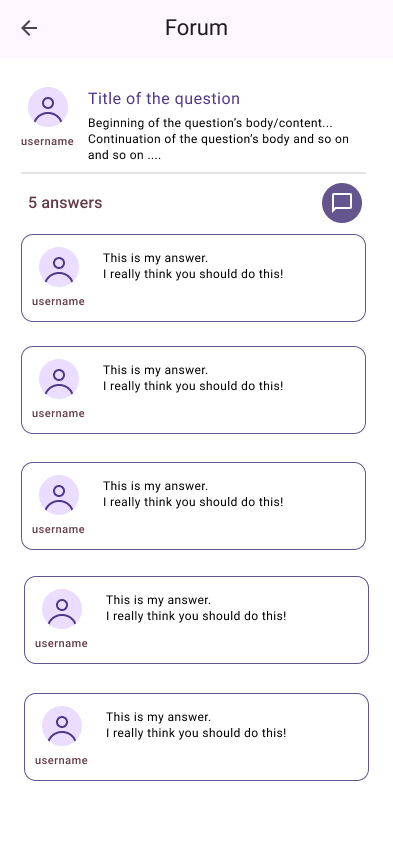 Forum
Title of the question
Beginning of the question's body/content...
Continuation of the question's body and so on
and so on ....
username
5 answers
This is my answer.
I really think you should do this!
username
This is my answer.
I really think you should do this!
username
This is my answer.
I really think you should do this!
username
This is my answer.
I really think you should do this!
username
This is my answer.
I really think you should do this!
username